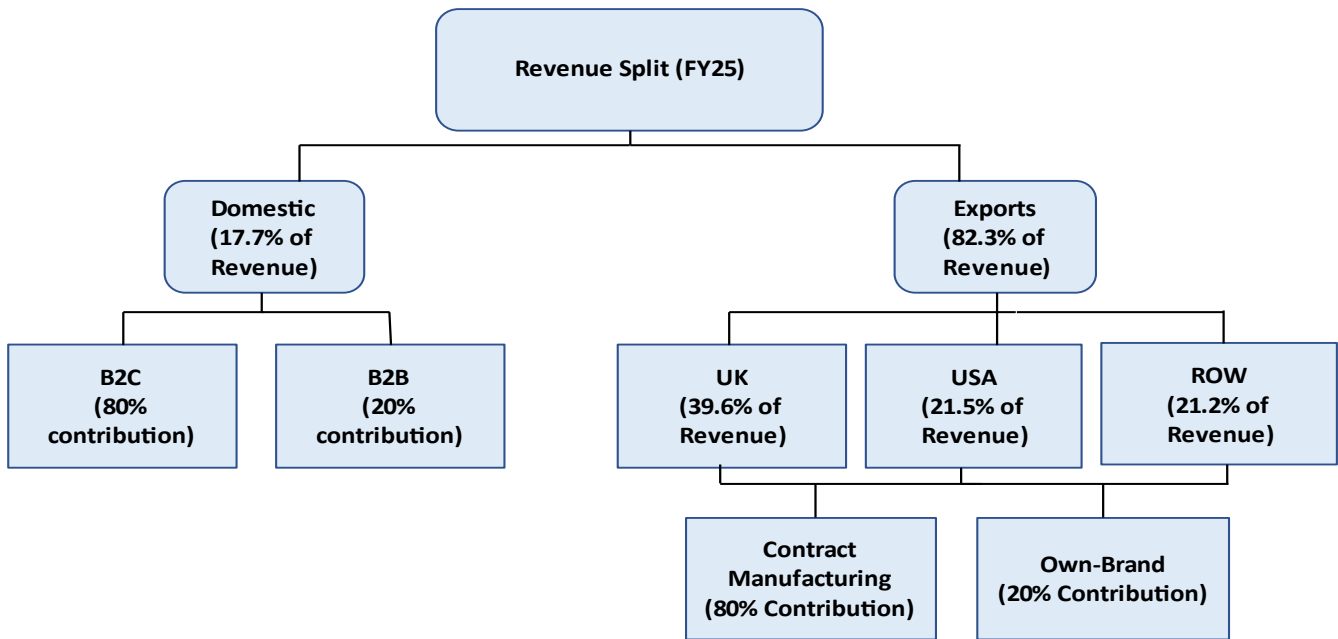 Revenue Split (FY25)
Domestic
(17.7% of
Revenue)
Exports
(82.3% of
Revenue)
B2C
(80%
contribution)
B2B
(20%
contribution)
UK
(39.6% of
Revenue)
USA
(21.5% of
Revenue)
ROW
(21.2% of
Revenue)
Contract
Manufacturing
(80% Contribution)
Own-Brand
(20% Contribution)